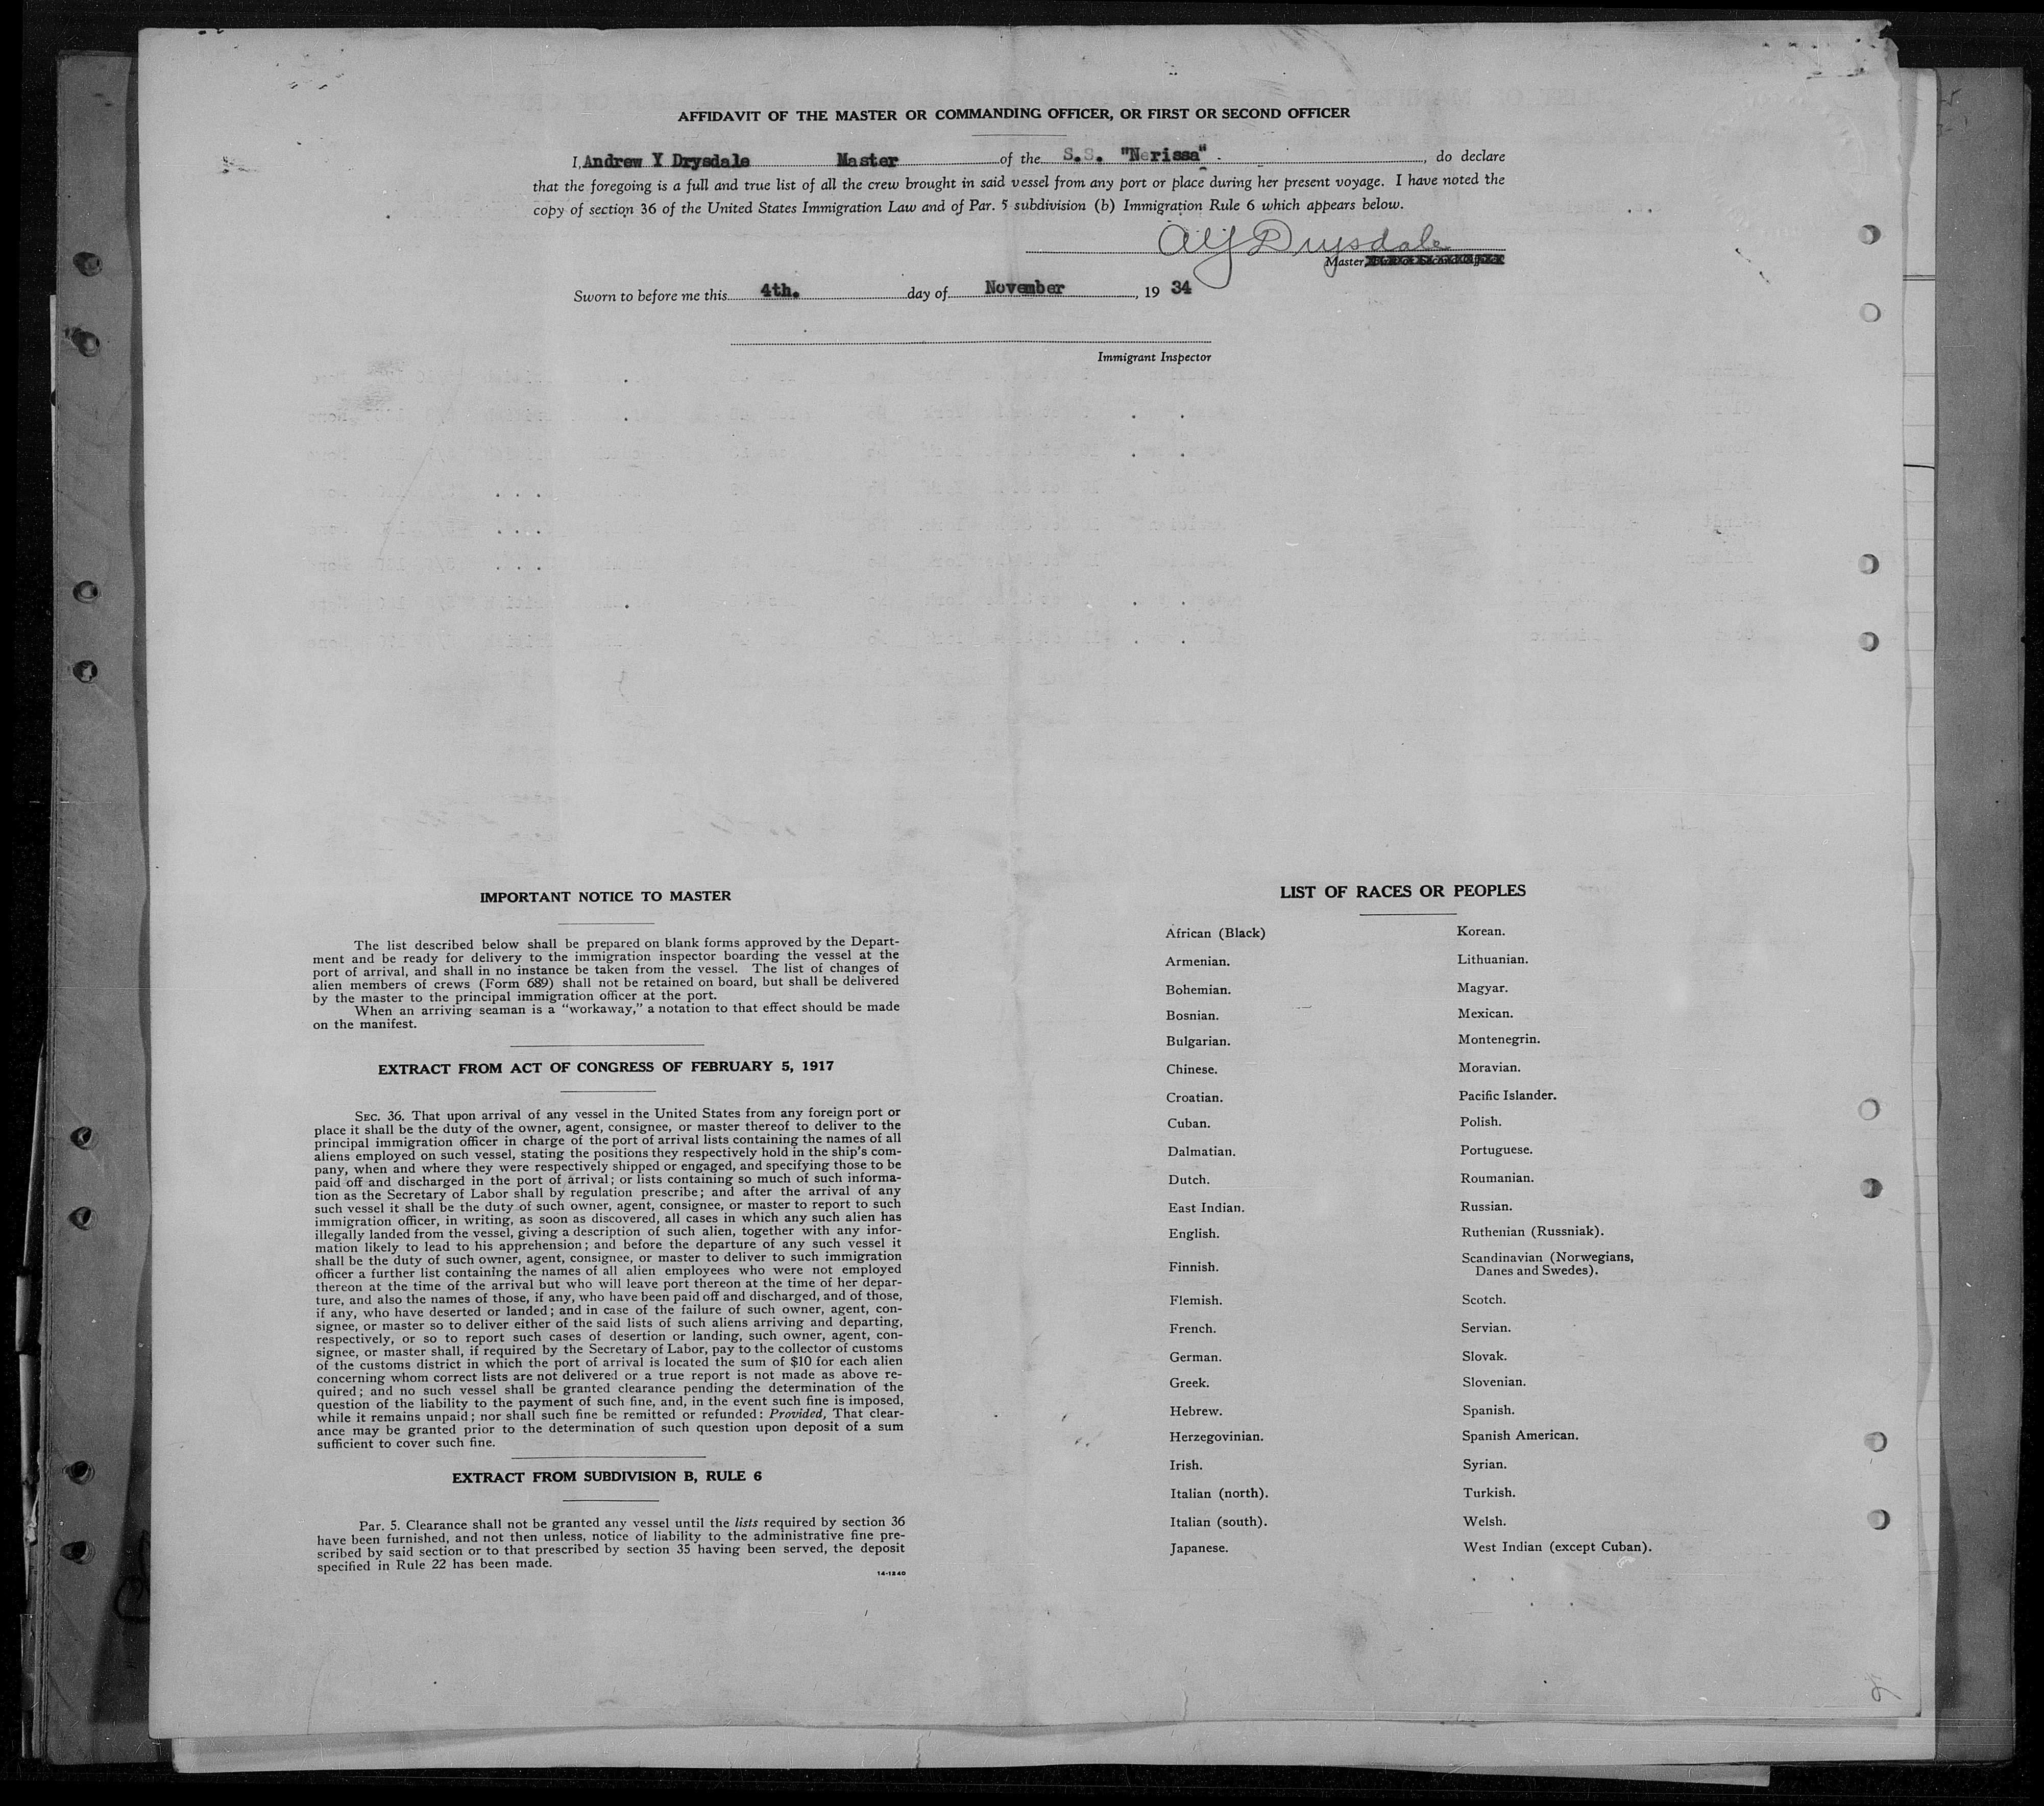 AFFIDAVIT OF THE MASTER OR COMMANDING OFFICER, OR FIRST OR SECOND OFFICER
I, Andrew Y Drysdale Master of the S.S. "Nerissa" . , do declare
that the foregoing is a full and true list of all the crew brought in said vessel from any port or place during her present voyage. I have noted the
copy of section 36 of the United States Immigration Law and of Par. 5 subdivision (b) Immigration Rule 6 which appears below.
AY Drysdale
Master,
Sworn to before me this 4th. day of November, 19 34
Immigrant Inspector
IMPORTANT NOTICE TO MASTER
The list described below shall be prepared on blank forms approved by the Depart-
ment and be ready for delivery to the immigration inspector boarding the vessel at the
port of arrival, and shall in no instance be taken from the vessel. The list of changes of
alien members of crews (Form 689) shall not be retained on board, but shall be delivered
by the master to the principal immigration officer at the port.
When an arriving seaman is a "workaway," a notation to that effect should be made
on the manifest.
EXTRACT FROM ACT OF CONGRESS OF FEBRUARY 5, 1917
SEC. 36. That upon arrival of any vessel in the United States from any foreign port or
place it shall be the duty of the owner, agent, consignee, or master thereof to deliver to the
principal immigration officer in charge of the port of arrival lists containing the names of all
aliens employed on such vessel, stating the positions they respectively hold in the ship's com-
pany, when and where they were respectively shipped or engaged, and specifying those to be
paid off and discharged in the port of arrival; or lists containing so much of such informa-
tion as the Secretary of Labor shall by regulation prescribe; and after the arrival of any
such vessel it shall be the duty of such owner, agent, consignee, or master to report to such
immigration officer, in writing, as soon as discovered, all cases in which any such alien has
illegally landed from the vessel, giving a description of such alien, together with any infor-
mation likely to lead to his apprehension; and before the departure of any such vessel it
shall be the duty of such owner, agent, consignee, or master to deliver to such immigration
officer a further list containing the names of all alien employees who were not employed
thereon at the time of the arrival but who will leave port thereon at the time of her depar-
ture, and also the names of those, if any, who have been paid off and discharged, and of those,
if any, who have deserted or landed; and in case of the failure of such owner, agent, con-
signee, or master so to deliver either of the said lists of such aliens arriving and departing,
respectively, or so to report such cases of desertion or landing, such owner, agent, con-
signee, or master shall, if required by the Secretary of Labor, pay to the collector of customs
of the customs district in which the port of arrival is located the sum of $10 for each alien
concerning whom correct lists are not delivered or a true report is not made as above re-
quired; and no such vessel shall be granted clearance pending the determination of the
question of the liability to the payment of such fine, and, in the event such fine is imposed,
while it remains unpaid; nor shall such fine be remitted or refunded: Provided, That clear-
ance may be granted prior to the determination of such question upon deposit of a sum
sufficient to cover such fine.
EXTRACT FROM SUBDIVISION B, RULE 6
Par. 5. Clearance shall not be granted any vessel until the lists required by section 36
have been furnished, and not then unless, notice of liability to the administrative fine pre-
scribed by said section or to that prescribed by section 35 having been served, the deposit
specified in Rule 22 has been made.
14-1240
LIST OF RACES OR PEOPLES
African (Black)
Armenian.
Bohemian.
Bosnian.
Bulgarian.
Chinese.
Croatian.
Cuban.
Dalmatian.
Dutch.
East Indian.
English.
Finnish.
Flemish.
French.
German.
Greek.
Hebrew.
Herzegovinian.
Irish.
Italian (north).
Italian (south).
Japanese.
Korean.
Lithuanian.
Magyar.
Mexican.
Montenegrin.
Moravian.
Pacific Islander.
Polish.
Portuguese.
Roumanian.
Russian.
Ruthenian (Russniak).
Scandinavian (Norwegians,
Danes and Swedes).
Scotch.
Servian.
Slovak.
Slovenian.
Spanish.
Spanish American.
Syrian.
Turkish.
Welsh.
West Indian (except Cuban).